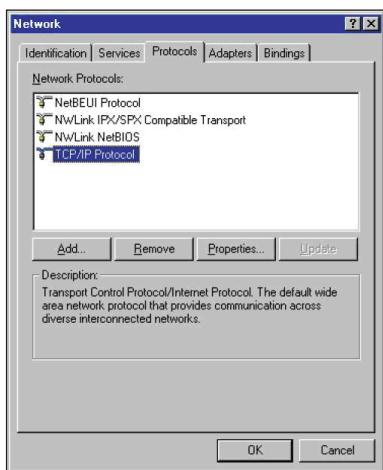 Network
Identification Services Protocols Adapters Bindings
Network Protocols:
NetBEUI Protocol
NWLink IPX/SPX Compatible Transport
NWLink NetBIOS
TCP/IP Protocol
Add... Remove Properties... Update
Description:
Transport Control Protocol/Internet Protocol. The default wide
area network protocol that provides communication across
diverse interconnected networks.
OK Cancel